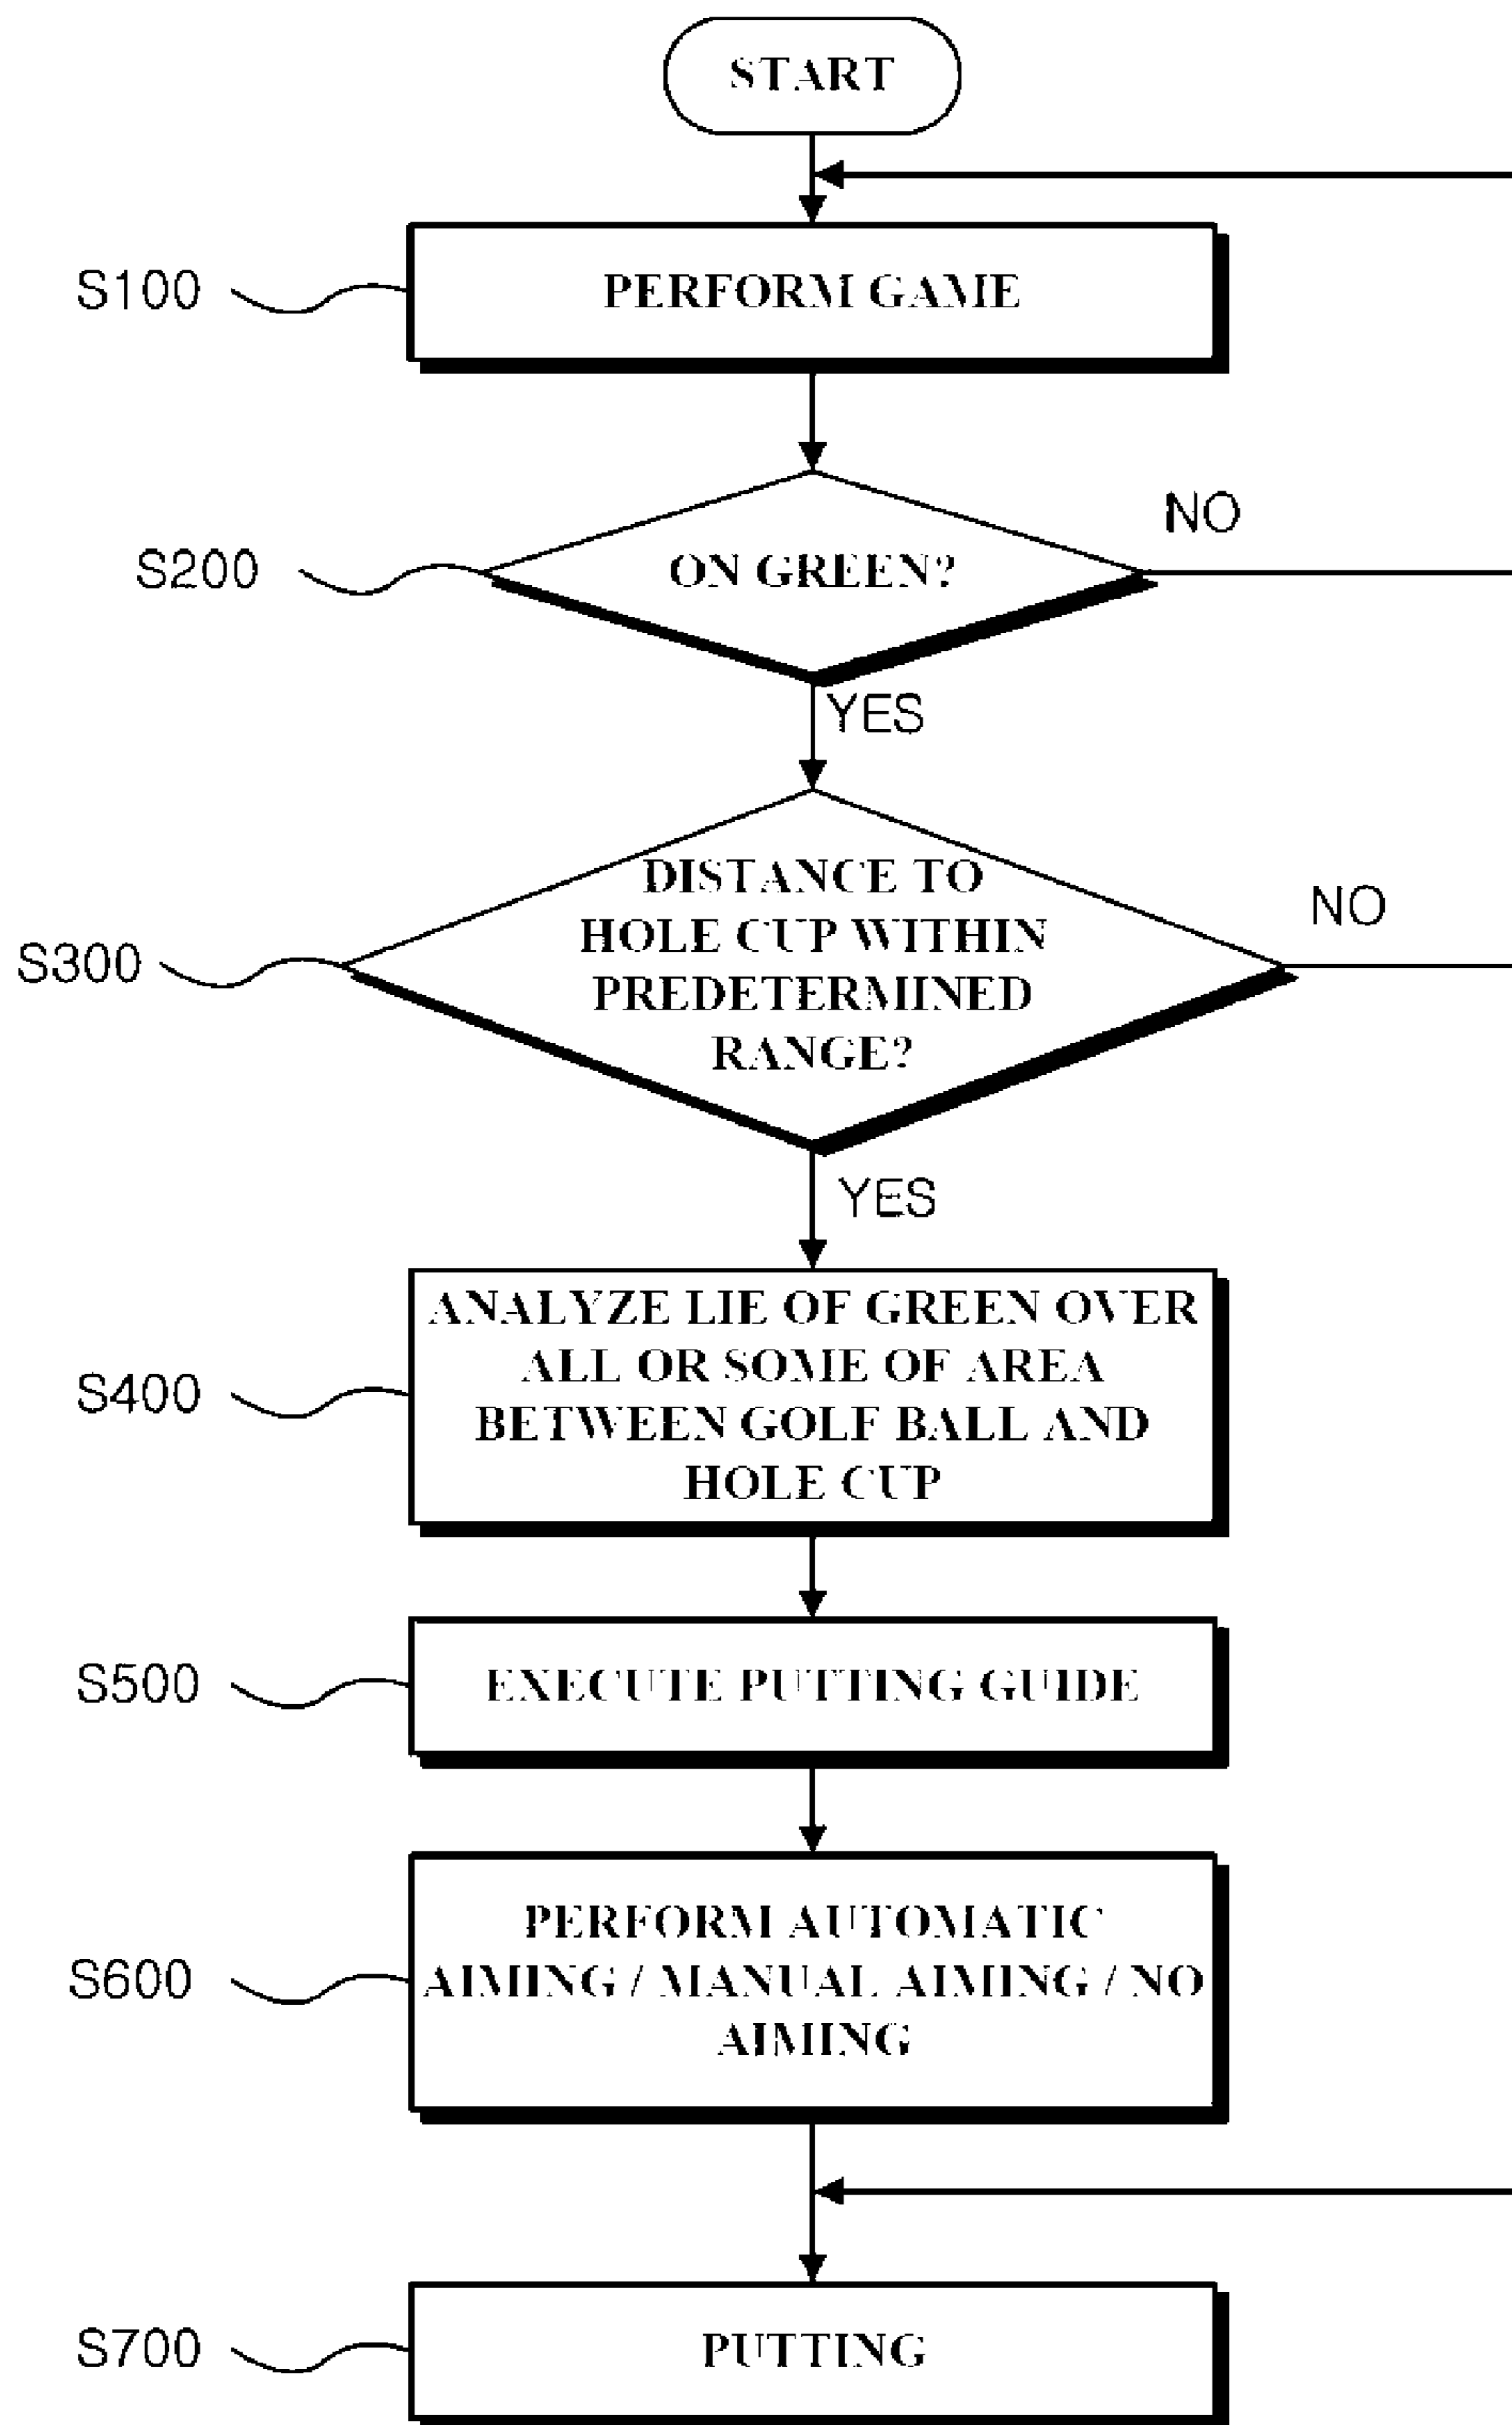 START
S100
PERFORM GAME
S200
ON GREEN?
NO
YES
S300
DISTANCE TO
HOLE CUP WITHIN
PREDETERMINED
RANGE?
NO
YES
S400
ANALYZE LIE OF GREEN OVER
ALL OR SOME OF AREA
BETWEEN GOLF BALL AND
HOLE CUP
S500
EXECUTE PUTTING GUIDE
S600
PERFORM AUTOMATIC
AIMING / MANUAL AIMING / NO
AIMING
S700
PUTTING